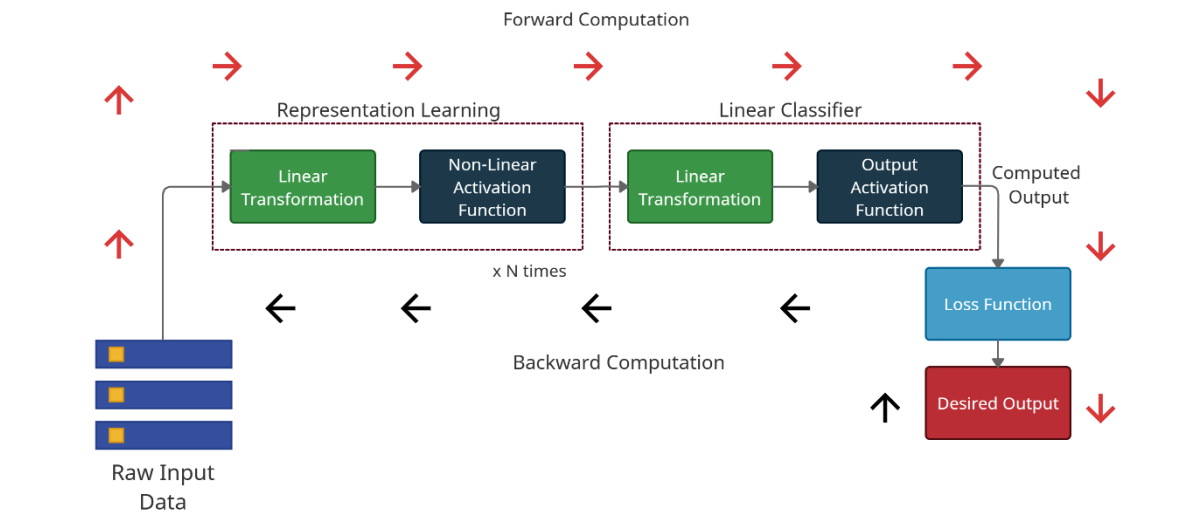 Forward Computation
Representation Learning
Linear Classifier
Linear
Transformation
Non-Linear
Activation
Function
Linear
Transformation
Output
Activation
Function
Computed
Output
x N times
Loss Function
Backward Computation
Desired Output
Raw Input
Data